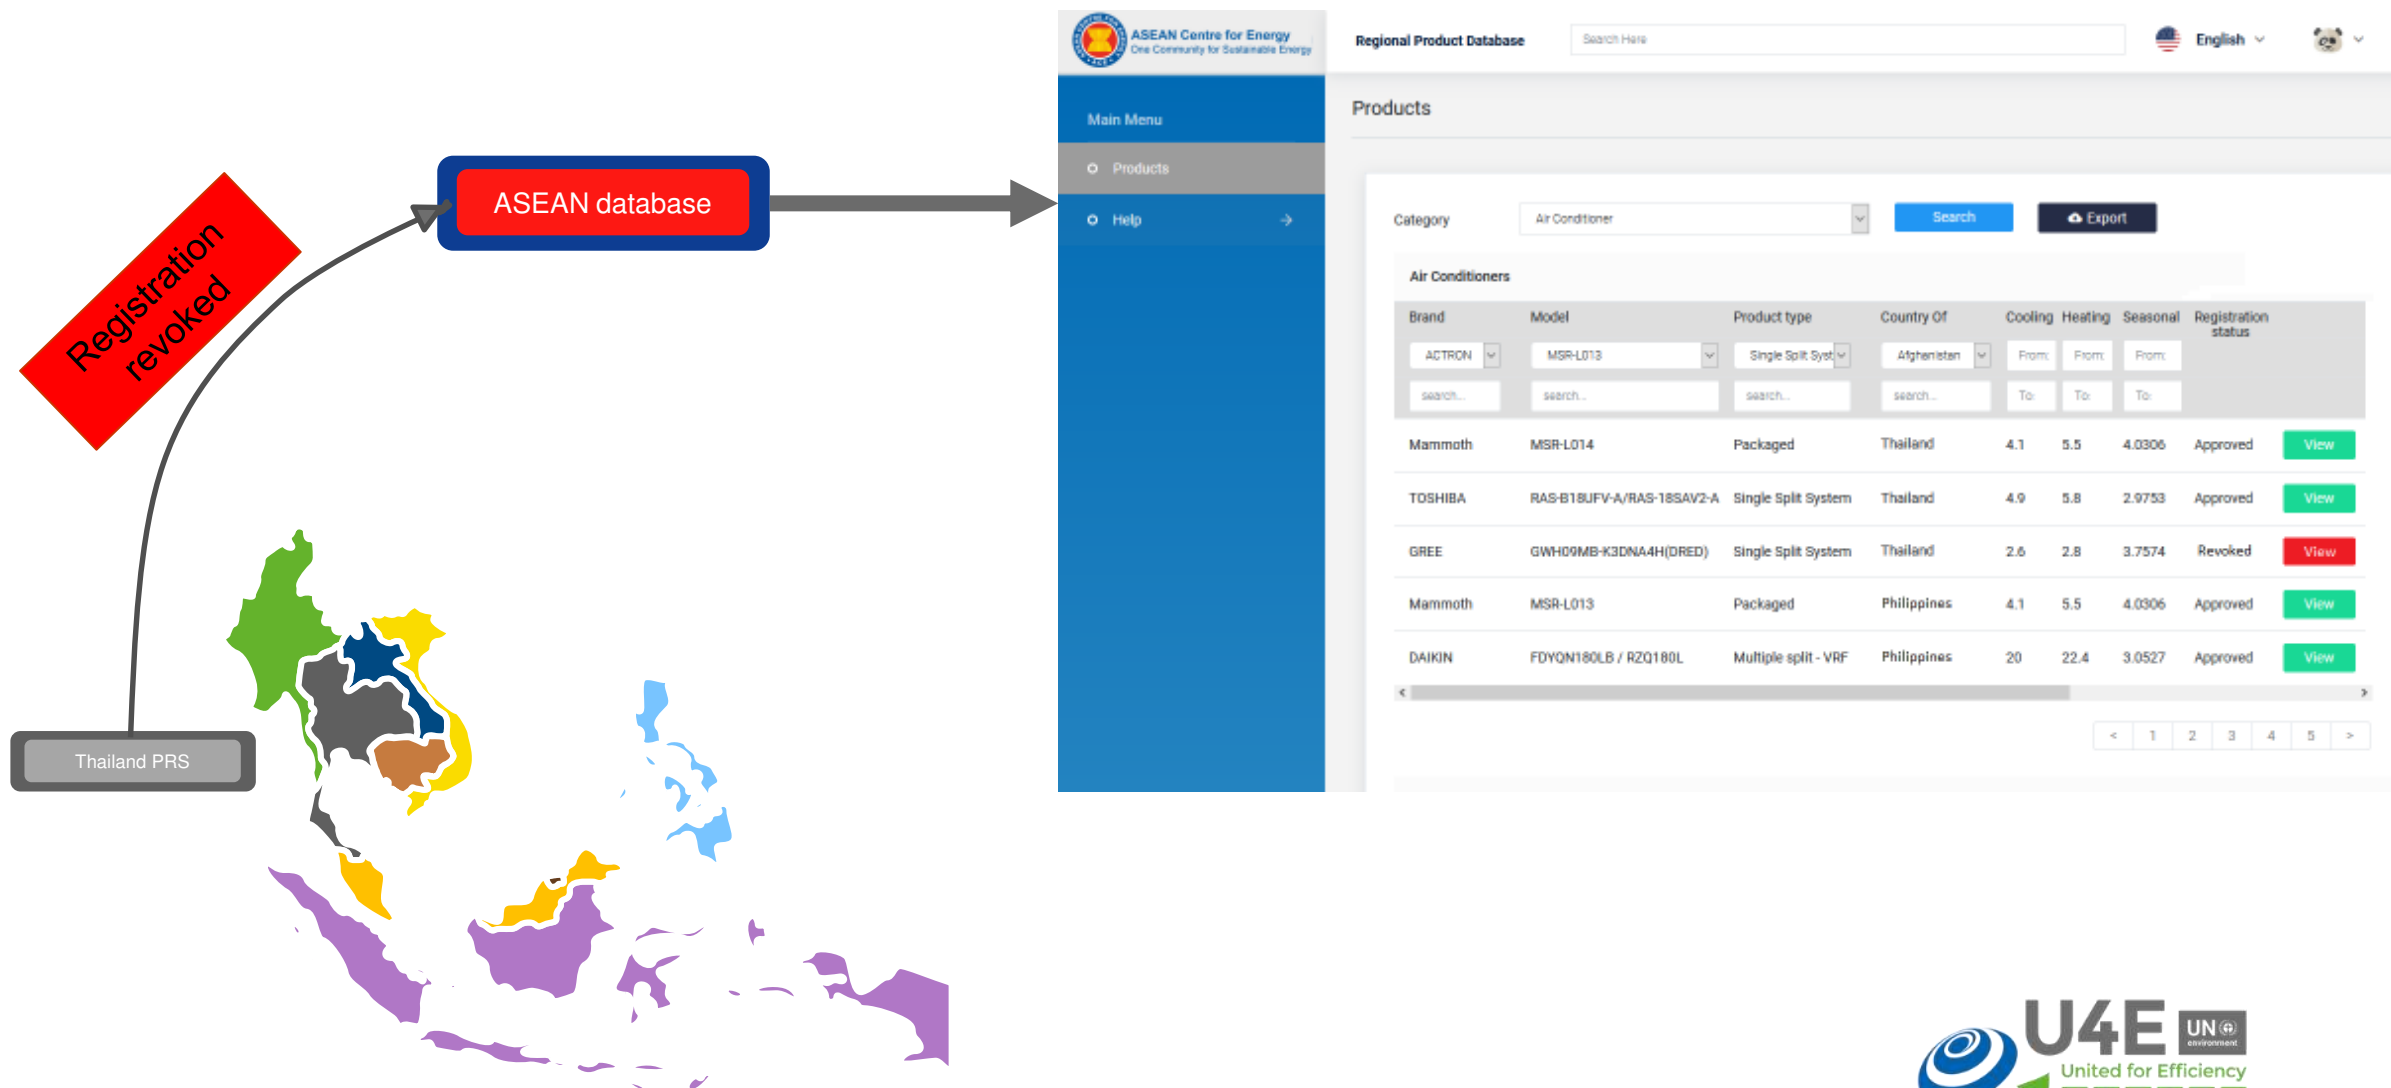 Registration
revoked
ASEAN database
Thailand PRS
ASEAN Centre for Energy
One Community for Sustainable Energy
Regional Product Database
Search Here
English
Main Menu
Products
Help
Products
Category
Air Conditioner
Search
Export
Air Conditioners
Brand Model Product type Country Of Cooling Heating Seasonal Registration
status
ACTRON MSR-L013 Single Split Syst Afghanistan From: From: From:
search... search... search... search... To: To: To:
Mammoth MSR-L014 Packaged Thailand 4.1 5.5 4.0306 Approved View
TOSHIBA RAS-B18UFV-A/RAS-18SAV2-A Single Split System Thailand 4.9 5.8 2.9753 Approved View
GREE GWH09MB-K3DNA4H(DRED) Single Split System Thailand 2.6 2.8 3.7574 Revoked View
Mammoth MSR-L013 Packaged Philippines 4.1 5.5 4.0306 Approved View
DAIKIN FDYQN180LB / RZQ180L Multiple split - VRF Philippines 20 22.4 3.0527 Approved View
< 1 2 3 4 5 >
U4E
UN
environment
United for Efficiency